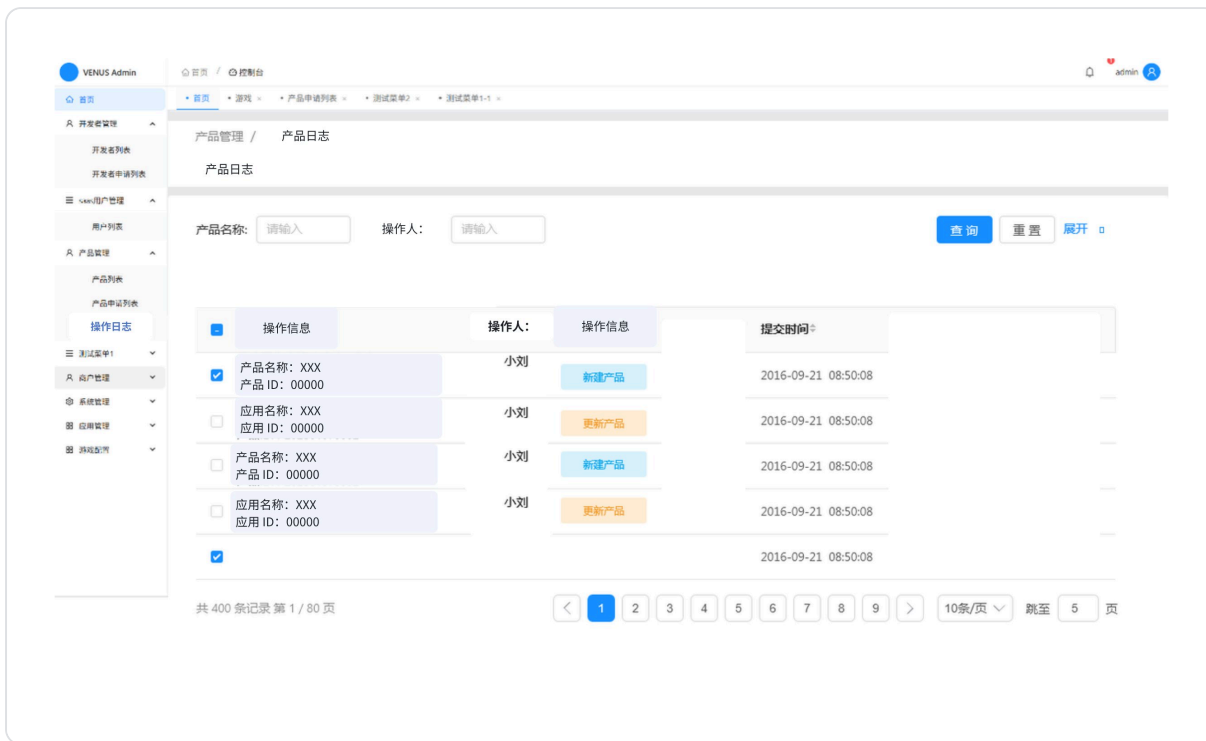 VENUS Admin
首页 / 控制台
admin
首页
• 首页 • 游戏 × • 产品申请列表 × • 测试菜单2 × • 测试菜单1-1 ×
开发者管理
开发者列表
开发者申请列表
用户管理
用户列表
产品管理
产品列表
产品申请列表
操作日志
测试菜单1
商户管理
系统管理
应用管理
游戏配置
产品管理 / 产品日志
产品日志
产品名称: 请输入 操作人： 请输入 查 询 重 置 展开
操作信息 操作人： 操作信息 提交时间
产品名称：XXX
产品 ID：00000
小刘 新建产品 2016-09-21 08:50:08
应用名称：XXX
应用 ID：00000
小刘 更新产品 2016-09-21 08:50:08
产品名称：XXX
产品 ID：00000
小刘 新建产品 2016-09-21 08:50:08
应用名称：XXX
应用 ID：00000
小刘 更新产品 2016-09-21 08:50:08
2016-09-21 08:50:08
共 400 条记录 第 1 / 80 页 < 1 2 3 4 5 6 7 8 9 > 10条/页 跳至 5 页